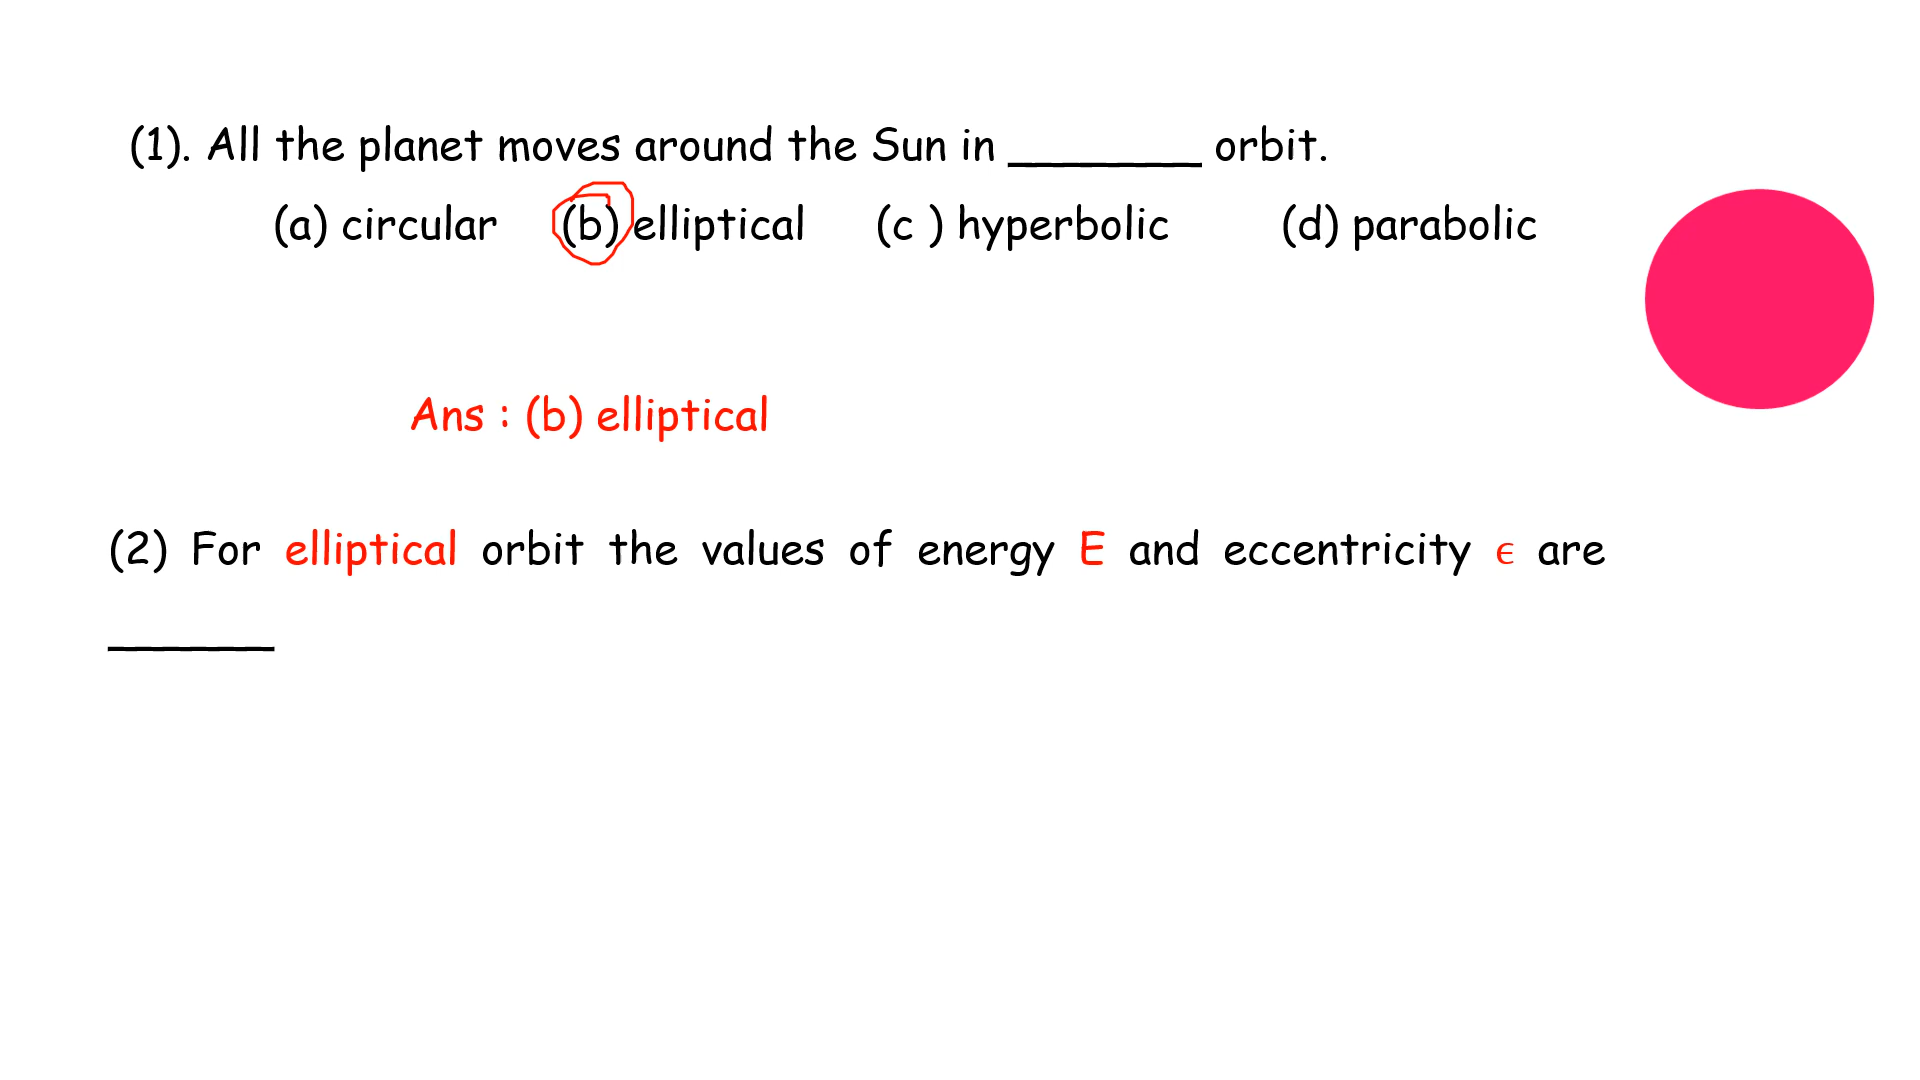 (1). All the planet moves around the Sun in _______ orbit.
(a) circular (b) elliptical (c ) hyperbolic (d) parabolic
Ans : (b) elliptical
(2) For elliptical orbit the values of energy E and eccentricity ϵ are
______